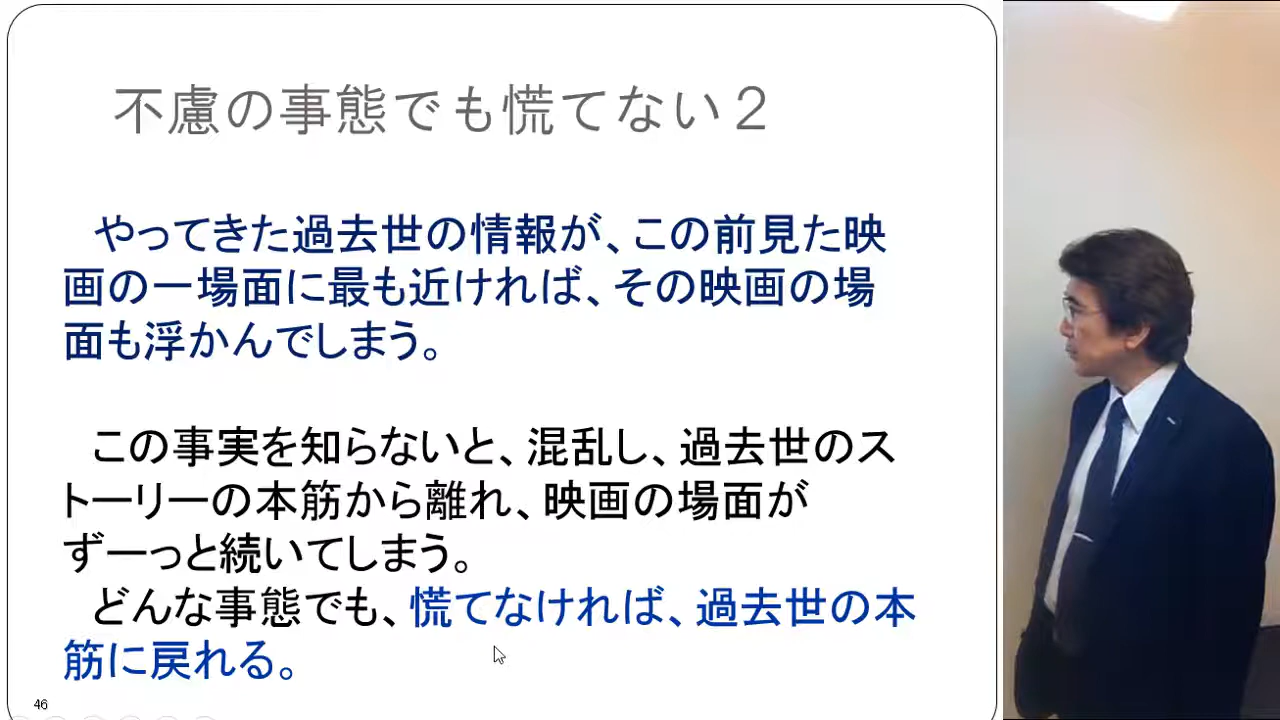 不慮の事態でも慌てない２
やってきた過去世の情報が、この前見た映
画の一場面に最も近ければ、その映画の場
面も浮かんでしまう。
この事実を知らないと、混乱し、過去世のス
トーリーの本筋から離れ、映画の場面が
ずーっと続いてしまう。
どんな事態でも、慌てなければ、過去世の本
筋に戻れる。
46